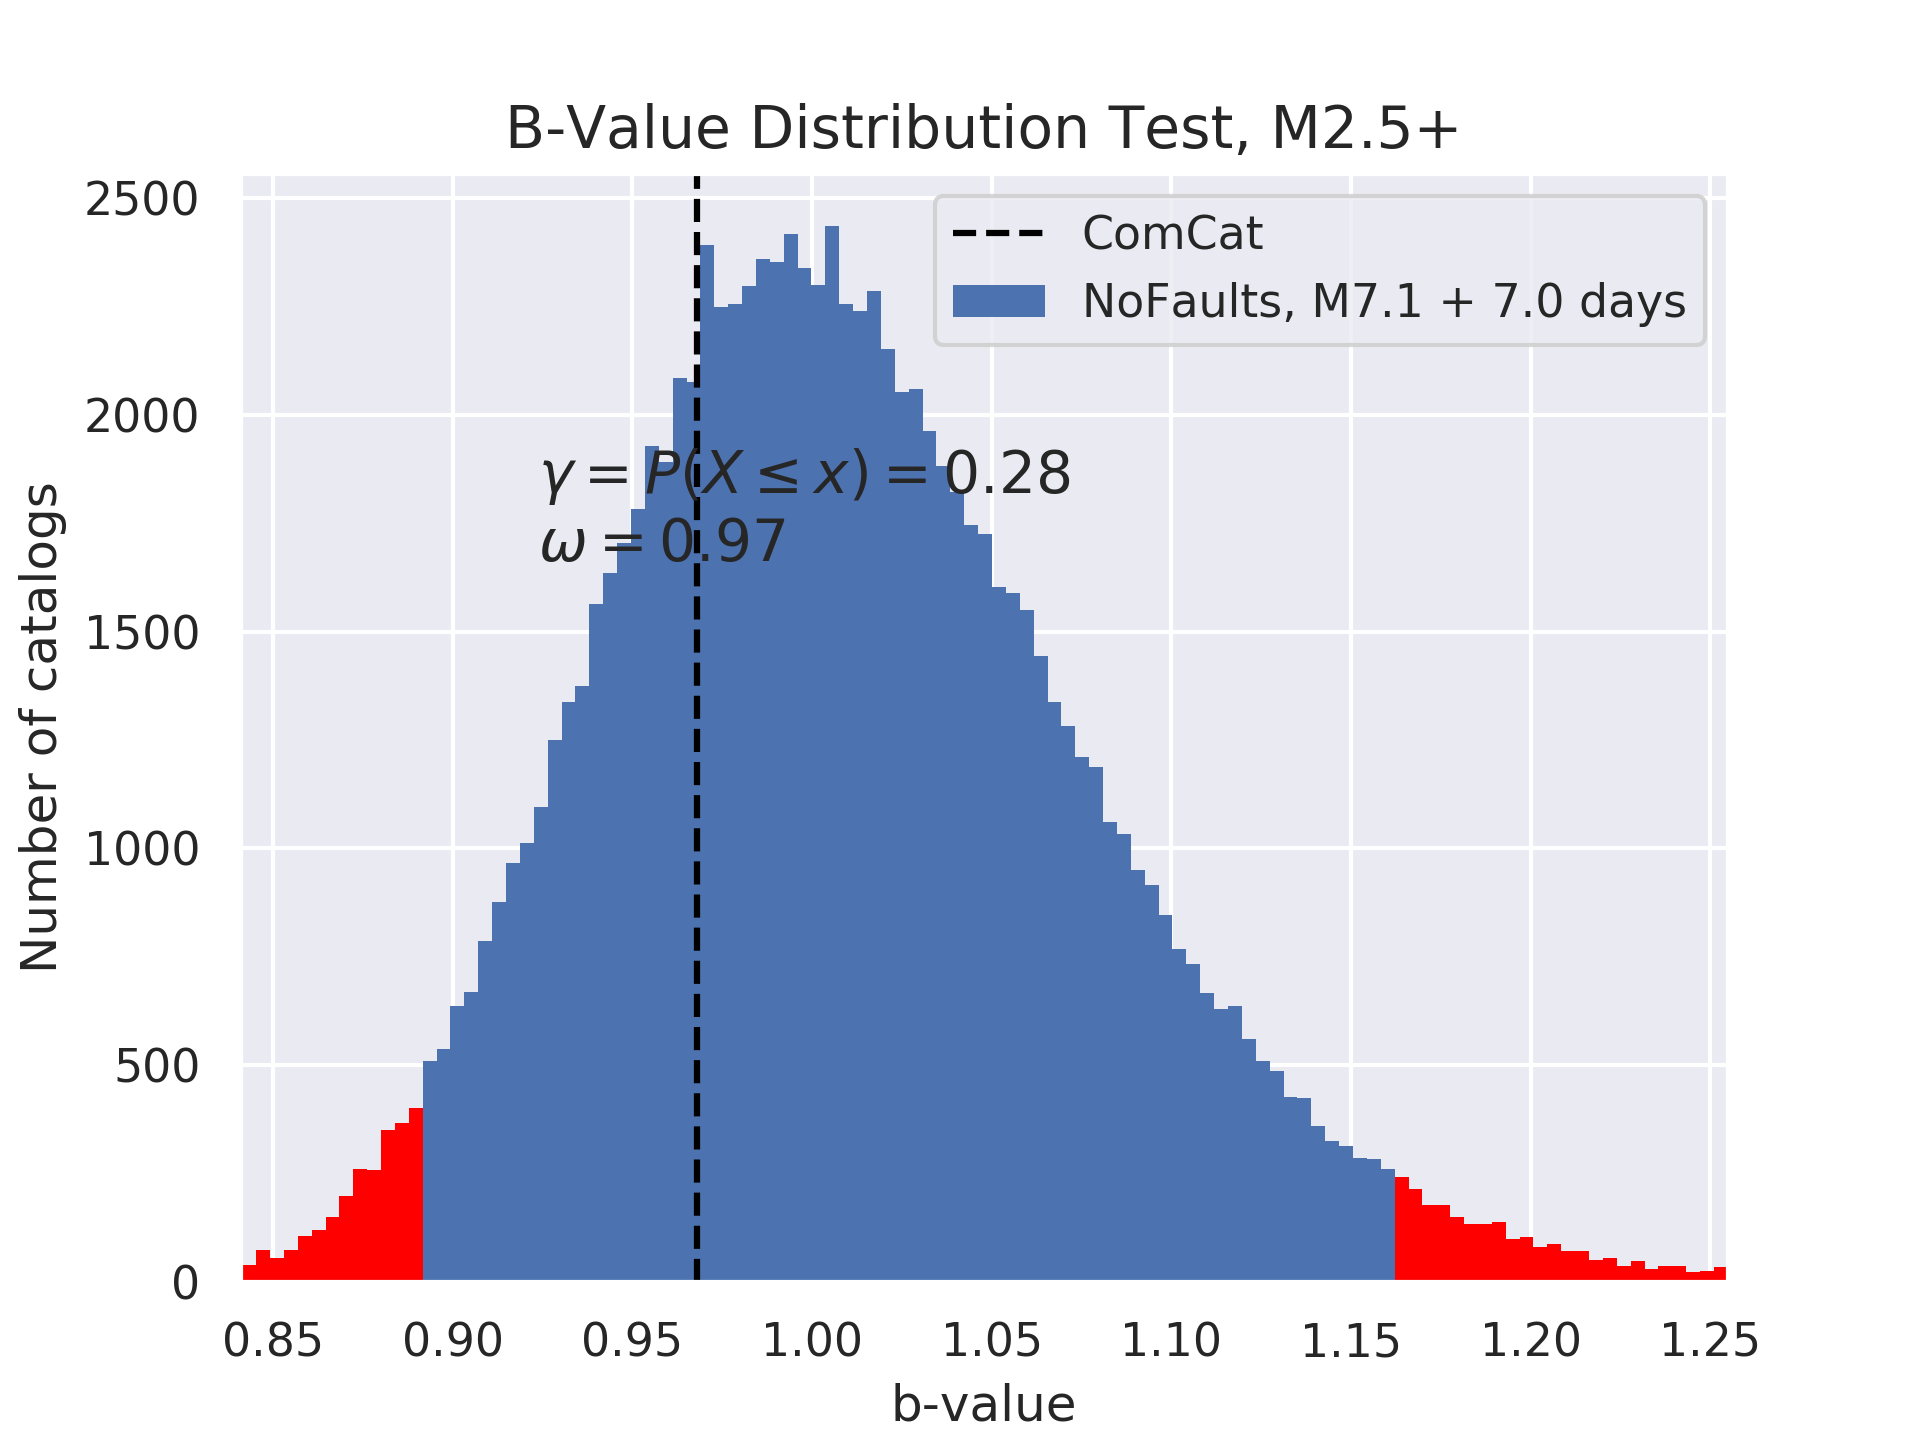 B-Value Distribution Test, M2.5+
2500
2000
1500
1000
500
0
Number of catalogs
ComCat
NoFaults, M7.1 + 7.0 days
γ = P(X ≤ x) = 0.28
ω = 0.97
0.85 0.90 0.95 1.00 1.05 1.10 1.15 1.20 1.25
b-value